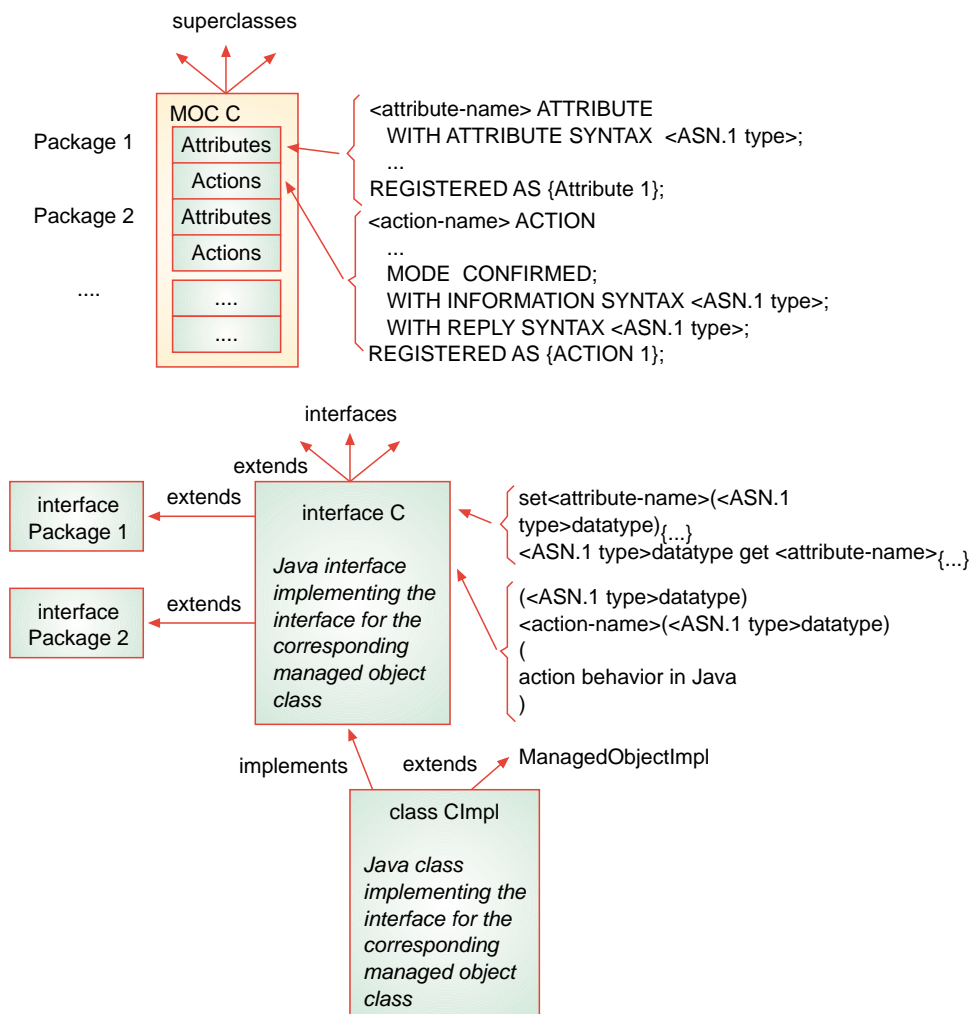 superclasses
MOC C
Package 1
Attributes
Actions
Package 2
Attributes
Actions
....
....
....
<attribute-name> ATTRIBUTE
WITH ATTRIBUTE SYNTAX <ASN.1 type>;
...
REGISTERED AS {Attribute 1};
<action-name> ACTION
...
MODE CONFIRMED;
WITH INFORMATION SYNTAX <ASN.1 type>;
WITH REPLY SYNTAX <ASN.1 type>;
REGISTERED AS {ACTION 1};
interfaces
extends
interface
Package 1
extends
interface
Package 2
extends
interface C
Java interface
implementing the
interface for the
corresponding
managed object
class
set<attribute-name>(<ASN.1
type>datatype){...}
<ASN.1 type>datatype get <attribute-name>{...}
(<ASN.1 type>datatype)
<action-name>(<ASN.1 type>datatype)
(
action behavior in Java
)
implements
extends
ManagedObjectImpl
class CImpl
Java class
implementing the
interface for the
corresponding
managed object
class